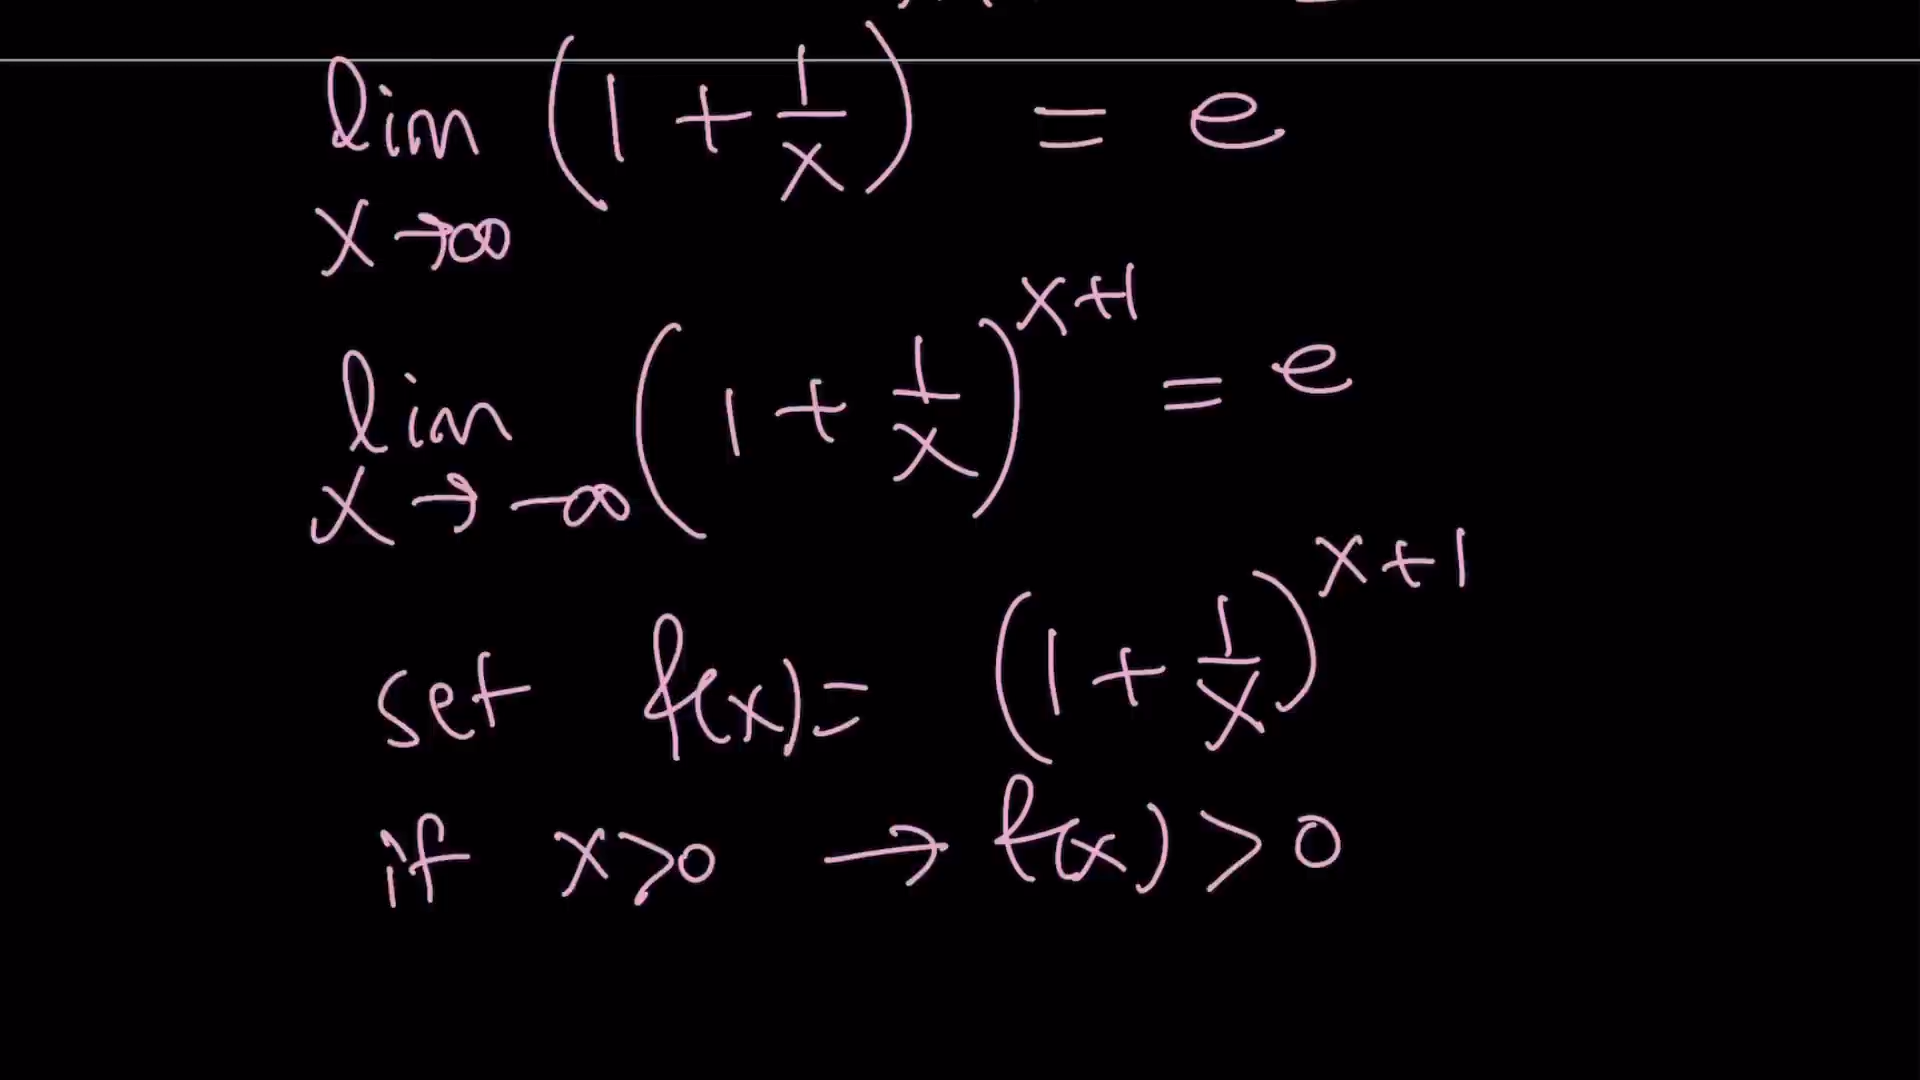 lim (1 + 1/x) = e
x→∞
lim (1 + 1/x)^(x+1) = e
x→-∞
set f(x)= (1 + 1/x)^(x+1)
if x>0 → f(x) > 0